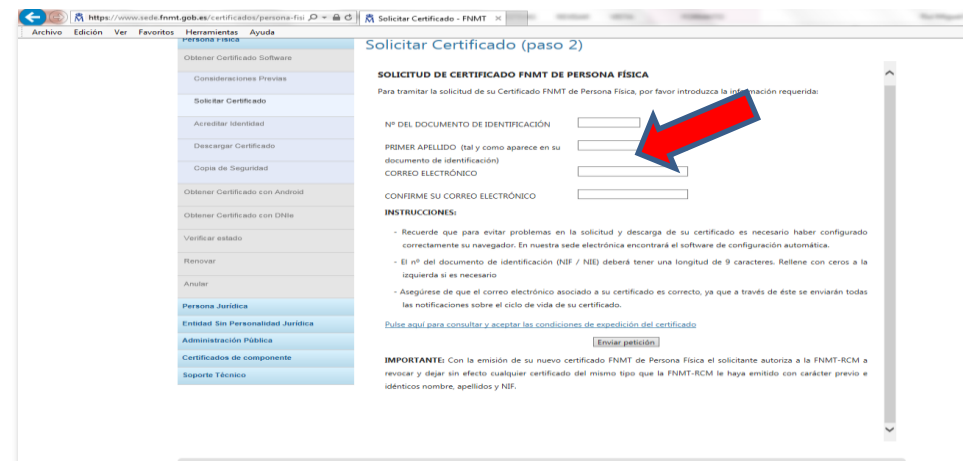 https://www.sede.fnmt.gob.es/certificados/persona-fisi
Solicitar Certificado - FNMT
Archivo Edición Ver Favoritos Herramientas Ayuda
Persona Física
Obtener Certificado Software
Consideraciones Previas
Solicitar Certificado
Acreditar Identidad
Descargar Certificado
Copia de Seguridad
Obtener Certificado con Android
Obtener Certificado con DNIe
Verificar estado
Renovar
Anular
Persona Jurídica
Entidad Sin Personalidad Jurídica
Administración Pública
Certificados de componente
Soporte Técnico
Solicitar Certificado (paso 2)
SOLICITUD DE CERTIFICADO FNMT DE PERSONA FÍSICA
Para tramitar la solicitud de su Certificado FNMT de Persona Física, por favor introduzca la información requerida:
Nº DEL DOCUMENTO DE IDENTIFICACIÓN
PRIMER APELLIDO (tal y como aparece en su
documento de identificación)
CORREO ELECTRÓNICO
CONFIRME SU CORREO ELECTRÓNICO
INSTRUCCIONES:
- Recuerde que para evitar problemas en la solicitud y descarga de su certificado es necesario haber configurado
correctamente su navegador. En nuestra sede electrónica encontrará el software de configuración automática.
- El nº del documento de identificación (NIF / NIE) deberá tener una longitud de 9 caracteres. Rellene con ceros a la
izquierda si es necesario
- Asegúrese de que el correo electrónico asociado a su certificado es correcto, ya que a través de éste se enviarán todas
las notificaciones sobre el ciclo de vida de su certificado.
Pulse aquí para consultar y aceptar las condiciones de expedición del certificado
Enviar petición
IMPORTANTE: Con la emisión de su nuevo certificado FNMT de Persona Física el solicitante autoriza a la FNMT-RCM a
revocar y dejar sin efecto cualquier certificado del mismo tipo que la FNMT-RCM le haya emitido con carácter previo e
idénticos nombre, apellidos y NIF.